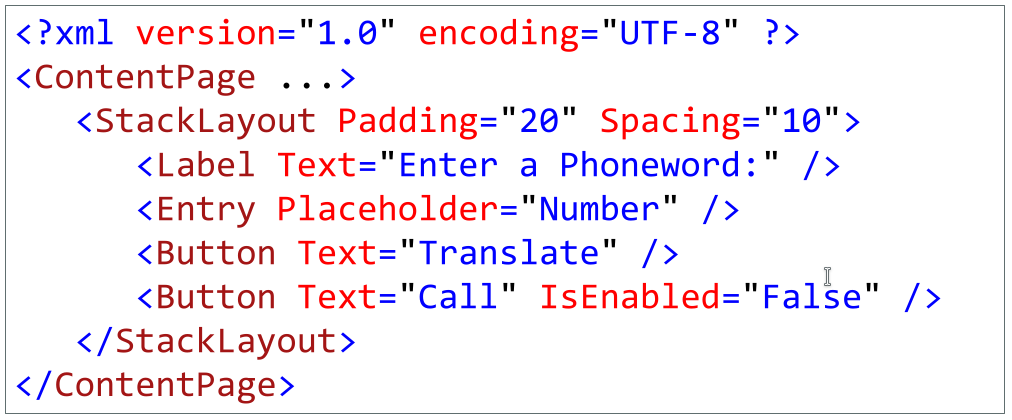 <?xml version="1.0" encoding="UTF-8" ?>
<ContentPage ...>
   <StackLayout Padding="20" Spacing="10">
      <Label Text="Enter a Phoneword:" />
      <Entry Placeholder="Number" />
      <Button Text="Translate" />
      <Button Text="Call" IsEnabled="False" />
   </StackLayout>
</ContentPage>